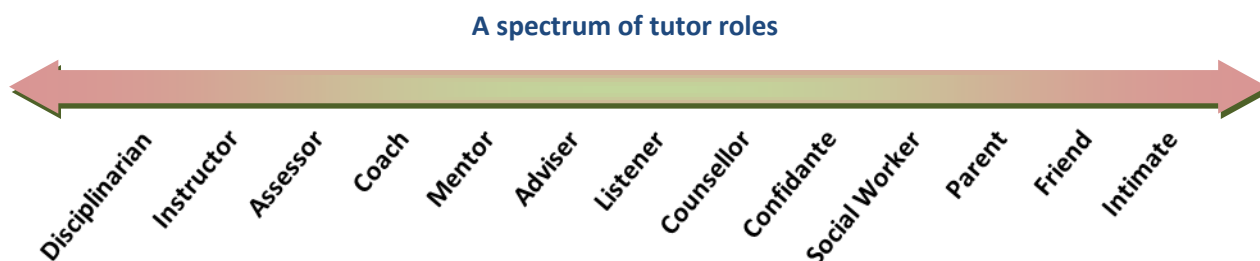 A spectrum of tutor roles
Disciplinarian
Instructor
Assessor
Coach
Mentor
Adviser
Listener
Counsellor
Confidante
Social Worker
Parent
Friend
Intimate